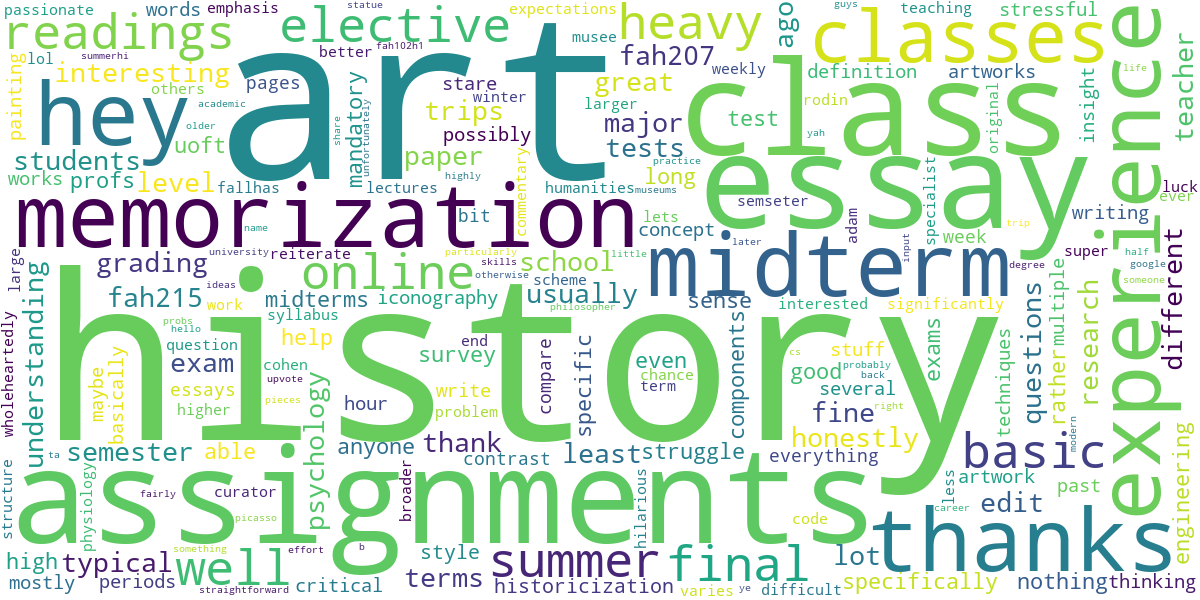 passionate
words
emphasis
readings
elective
statue
expectations
heavy
ago
guys
teaching
stressful
classes
experience
summerhi
better
fah102h1
musee
lol
interesting
others
painting
academic
older
hey
art
pages
mandatory
unfortunately
share
stare
winter
trips
possibly
fah207
great
larger
major
tests
weekly
test
class
definition
artworks
rodin
yah
original
insight
life
teacher
uoft
students
works
profs
level
fallhas
paper
lectures
highly
humanities
museums
practice
long
essay
commentary
memorization
bit
semseter
specialist
writing
luck
ever
name
lets
concept
adam
week
later
input
trip
super
degree
half
google
someone
different
midterm
large
grading
university
reiterate
ideas
online
particularly
skills
otherwise
school
little
scheme
usually
philosopher
sense
interested
significantly
questions
multiple
rather
research
fah215
work
midterms
syllabus
iconography
understanding
wholeheartedly
history
probs
hello
question
help
end
survey
compare
specific
even
chance
term
components
cs
stuff
probably
back
good
several
exams
techniques
right
modern
engineering
exam
cohen
upvote
essays
higher
pieces
maybe
basically
hour
write
problem
fine
honestly
semester
able
psychology
anyone
thank
contrast
least
struggle
everything
basic
less
artwork
career
past
structure
ta
physiology
assignments
fairly
curator
picasso
broader
hilarious
code
edit
thanks
high
typical
something
well
effort
b
style
summer
final
lot
nothing
thinking
mostly
periods
straightforward
critical
terms
historicization
varies
ye
difficult
specifically